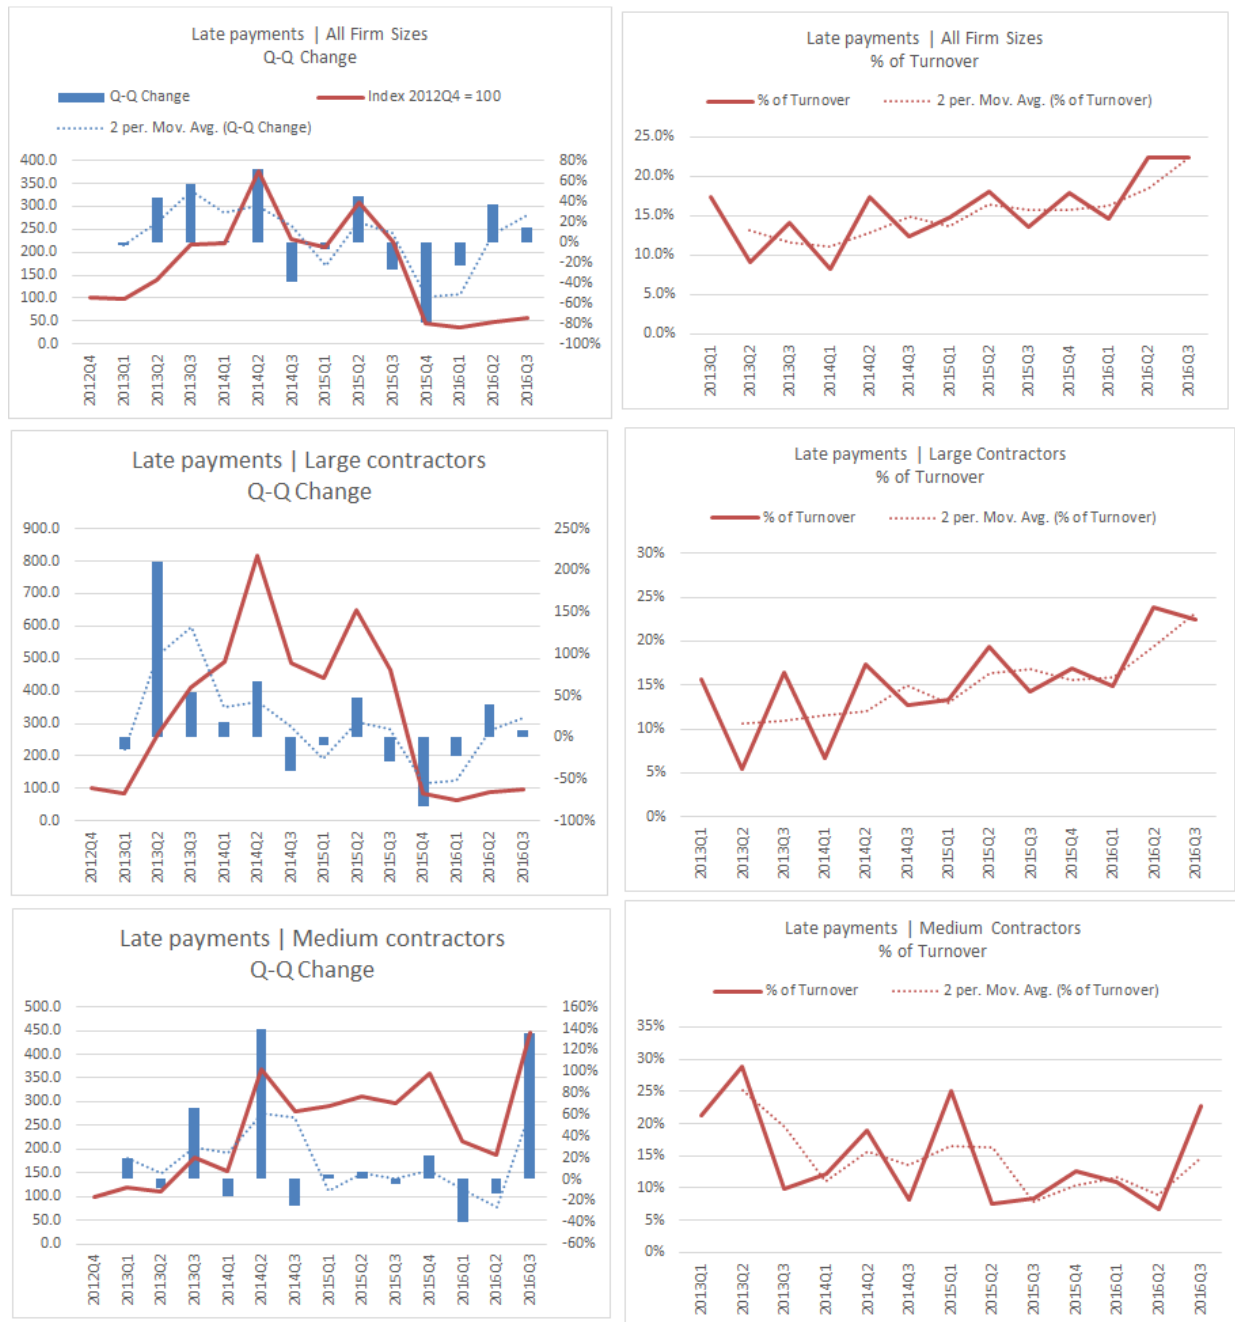 Late payments | All Firm Sizes
Q-Q Change
Q-Q Change
Index 2012Q4 = 100
2 per. Mov. Avg. (Q-Q Change)
400.0
350.0
300.0
250.0
200.0
150.0
100.0
50.0
0.0
80%
60%
40%
20%
0%
-20%
-40%
-60%
-80%
-100%
2012Q4
2013Q1
2013Q2
2013Q3
2014Q1
2014Q2
2014Q3
2015Q1
2015Q2
2015Q3
2015Q4
2016Q1
2016Q2
2016Q3
Late payments | All Firm Sizes
% of Turnover
% of Turnover
2 per. Mov. Avg. (% of Turnover)
25.0%
20.0%
15.0%
10.0%
5.0%
0.0%
2013Q1
2013Q2
2013Q3
2014Q1
2014Q2
2014Q3
2015Q1
2015Q2
2015Q3
2015Q4
2016Q1
2016Q2
2016Q3
Late payments | Large contractors
Q-Q Change
900.0
800.0
700.0
600.0
500.0
400.0
300.0
200.0
100.0
0.0
250%
200%
150%
100%
50%
0%
-50%
-100%
2012Q4
2013Q1
2013Q2
2013Q3
2014Q1
2014Q2
2014Q3
2015Q1
2015Q2
2015Q3
2015Q4
2016Q1
2016Q2
2016Q3
Late payments | Large Contractors
% of Turnover
% of Turnover
2 per. Mov. Avg. (% of Turnover)
30%
25%
20%
15%
10%
5%
0%
2013Q1
2013Q2
2013Q3
2014Q1
2014Q2
2014Q3
2015Q1
2015Q2
2015Q3
2015Q4
2016Q1
2016Q2
2016Q3
Late payments | Medium contractors
Q-Q Change
500.0
450.0
400.0
350.0
300.0
250.0
200.0
150.0
100.0
50.0
0.0
160%
140%
120%
100%
80%
60%
40%
20%
0%
-20%
-40%
-60%
2012Q4
2013Q1
2013Q2
2013Q3
2014Q1
2014Q2
2014Q3
2015Q1
2015Q2
2015Q3
2015Q4
2016Q1
2016Q2
2016Q3
Late payments | Medium Contractors
% of Turnover
% of Turnover
2 per. Mov. Avg. (% of Turnover)
35%
30%
25%
20%
15%
10%
5%
0%
2013Q1
2013Q2
2013Q3
2014Q1
2014Q2
2014Q3
2015Q1
2015Q2
2015Q3
2015Q4
2016Q1
2016Q2
2016Q3